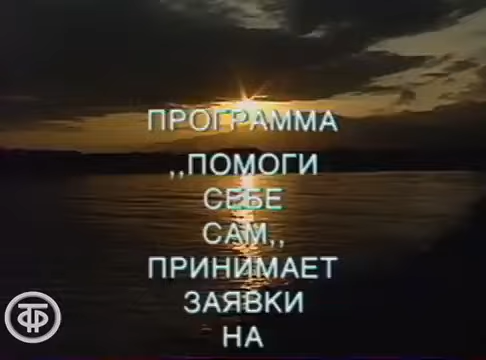 ПРОГРАММА
,,ПОМОГИ
СЕБЕ
САМ,,
ПРИНИМАЕТ
ЗАЯВКИ
НА